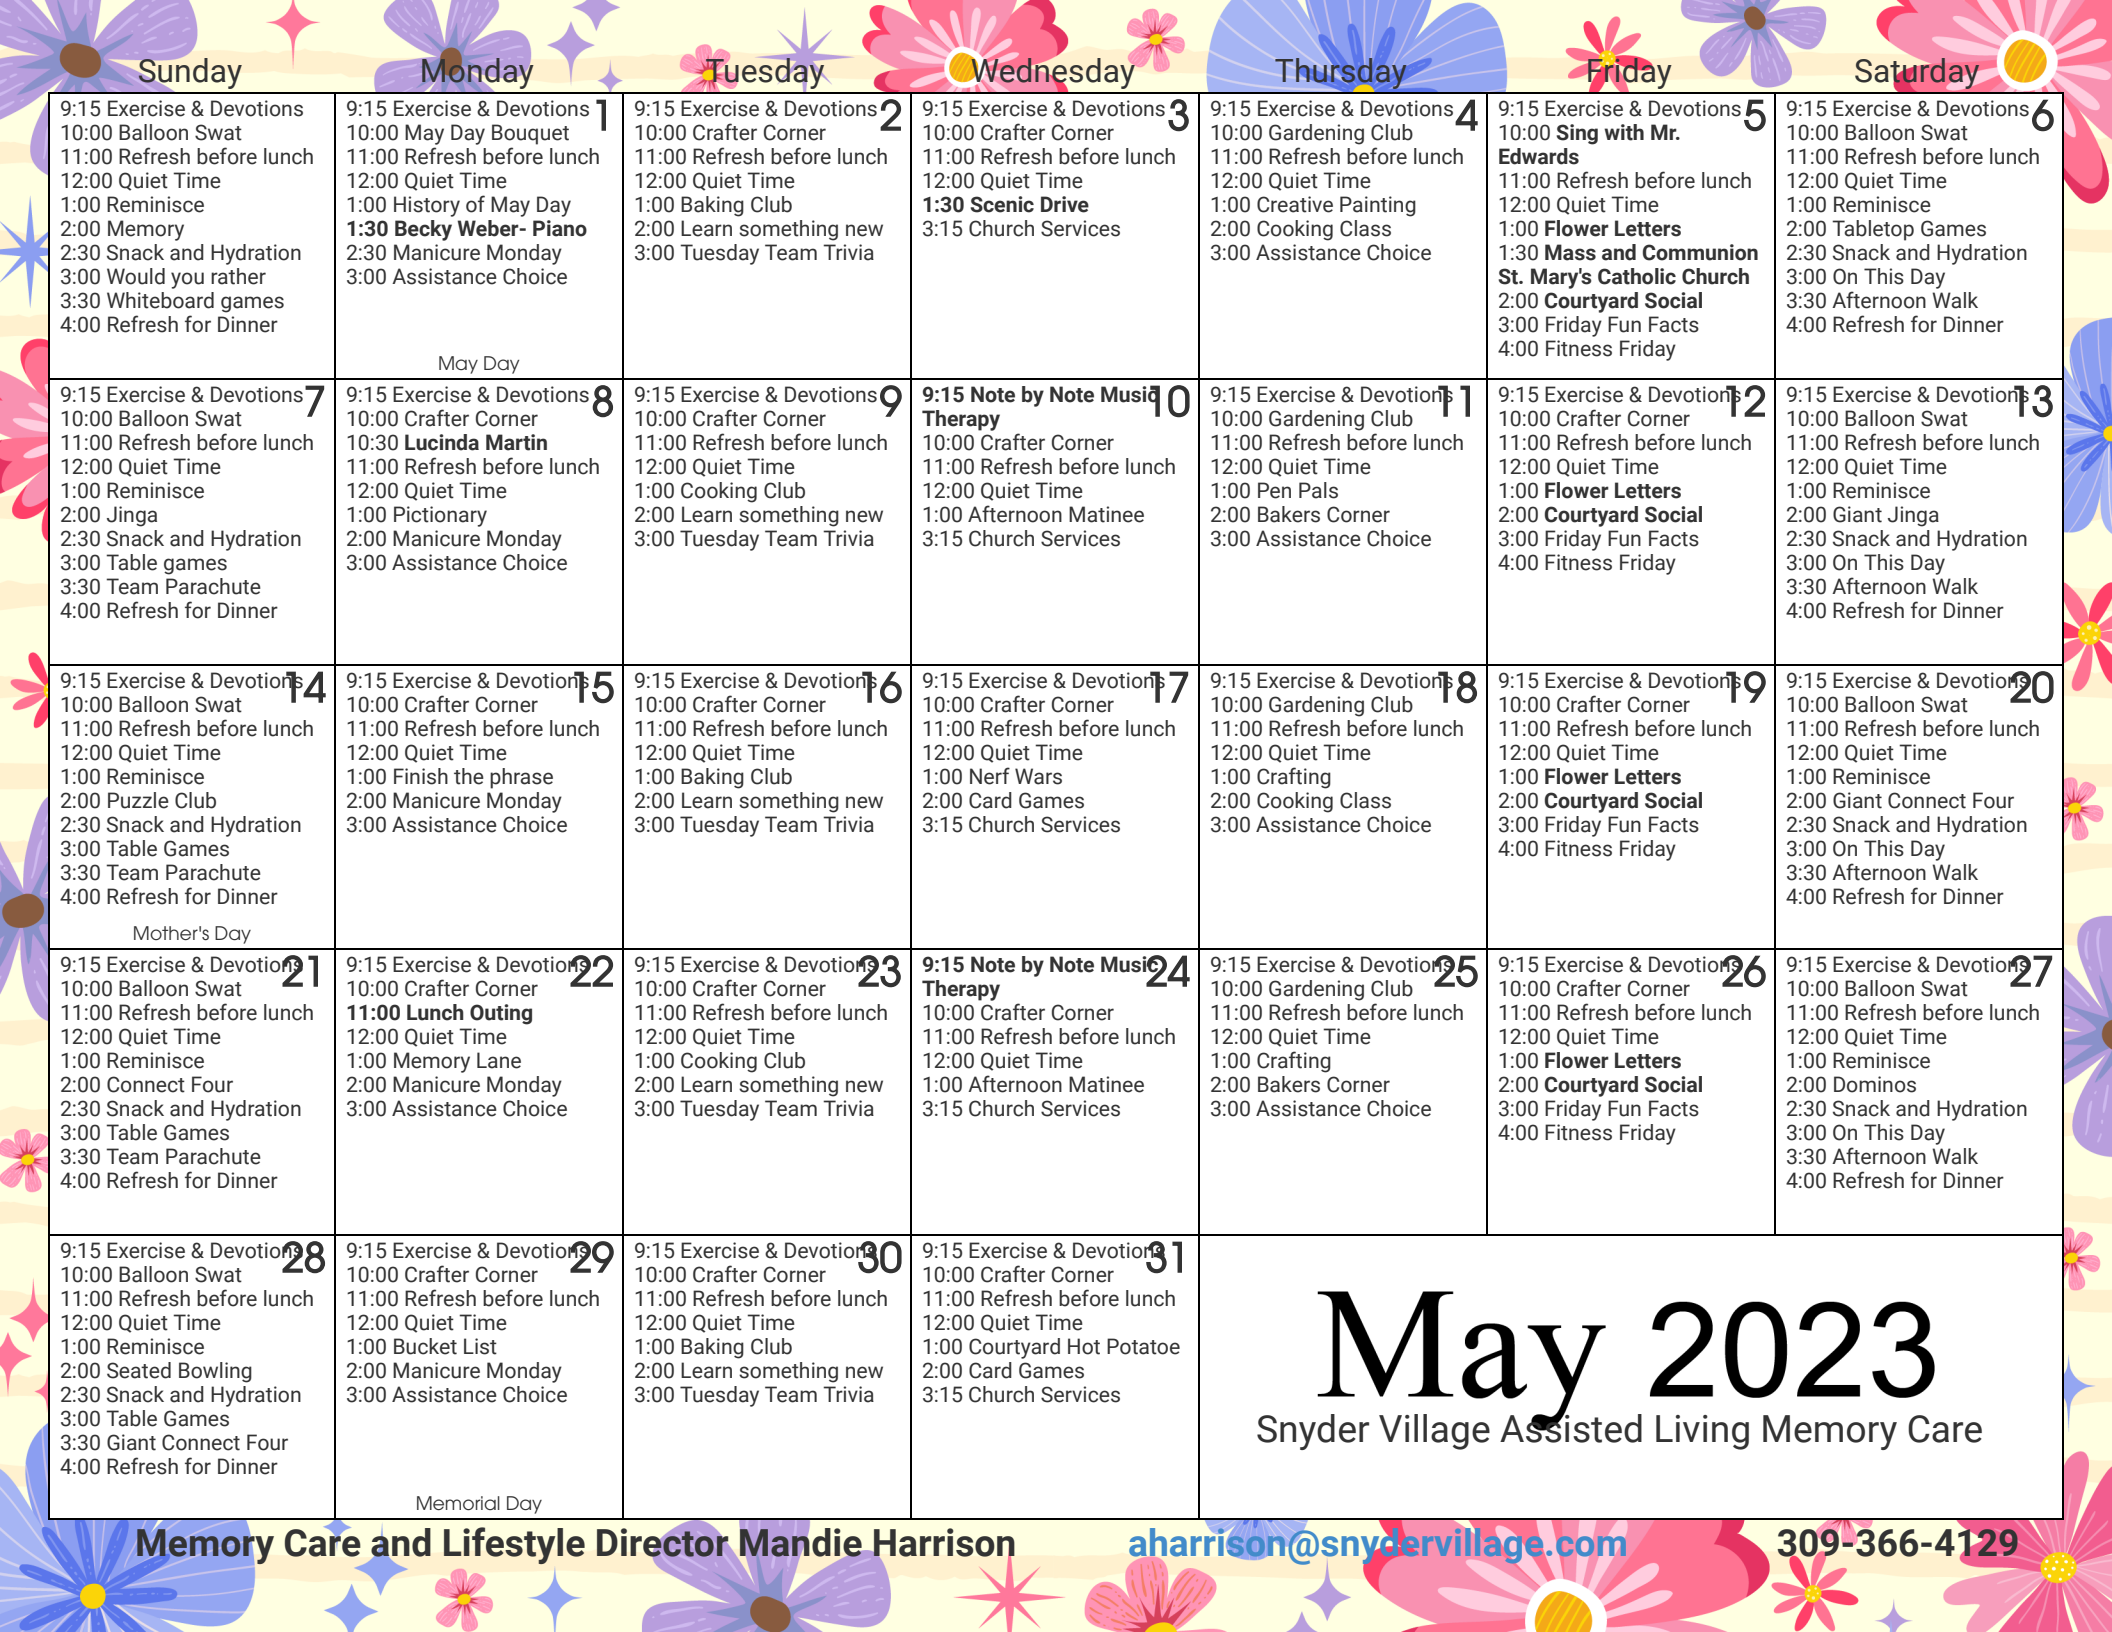 Sunday Monday Tuesday Wednesday Thursday Friday Saturday
9:15 Exercise & Devotions
10:00 Balloon Swat
11:00 Refresh before lunch
12:00 Quiet Time
1:00 Reminisce
2:00 Memory
2:30 Snack and Hydration
3:00 Would you rather
3:30 Whiteboard games
4:00 Refresh for Dinner
9:15 Exercise & Devotions 1
10:00 May Day Bouquet
11:00 Refresh before lunch
12:00 Quiet Time
1:00 History of May Day
1:30 Becky Weber- Piano
2:30 Manicure Monday
3:00 Assistance Choice
May Day
9:15 Exercise & Devotions 2
10:00 Crafter Corner
11:00 Refresh before lunch
12:00 Quiet Time
1:00 Baking Club
2:00 Learn something new
3:00 Tuesday Team Trivia
9:15 Exercise & Devotions 3
10:00 Crafter Corner
11:00 Refresh before lunch
12:00 Quiet Time
1:30 Scenic Drive
3:15 Church Services
9:15 Exercise & Devotions 4
10:00 Gardening Club
11:00 Refresh before lunch
12:00 Quiet Time
1:00 Creative Painting
2:00 Cooking Class
3:00 Assistance Choice
9:15 Exercise & Devotions 5
10:00 Sing with Mr.
Edwards
11:00 Refresh before lunch
12:00 Quiet Time
1:00 Flower Letters
1:30 Mass and Communion
St. Mary's Catholic Church
2:00 Courtyard Social
3:00 Friday Fun Facts
4:00 Fitness Friday
9:15 Exercise & Devotions 6
10:00 Balloon Swat
11:00 Refresh before lunch
12:00 Quiet Time
1:00 Reminisce
2:00 Tabletop Games
2:30 Snack and Hydration
3:00 On This Day
3:30 Afternoon Walk
4:00 Refresh for Dinner
9:15 Exercise & Devotions 7
10:00 Balloon Swat
11:00 Refresh before lunch
12:00 Quiet Time
1:00 Reminisce
2:00 Jinga
2:30 Snack and Hydration
3:00 Table games
3:30 Team Parachute
4:00 Refresh for Dinner
9:15 Exercise & Devotions 8
10:00 Crafter Corner
10:30 Lucinda Martin
11:00 Refresh before lunch
12:00 Quiet Time
1:00 Pictionary
2:00 Manicure Monday
3:00 Assistance Choice
9:15 Exercise & Devotions 9
10:00 Crafter Corner
11:00 Refresh before lunch
12:00 Quiet Time
1:00 Cooking Club
2:00 Learn something new
3:00 Tuesday Team Trivia
9:15 Note by Note Music 10
Therapy
10:00 Crafter Corner
11:00 Refresh before lunch
12:00 Quiet Time
1:00 Afternoon Matinee
3:15 Church Services
9:15 Exercise & Devotions 11
10:00 Gardening Club
11:00 Refresh before lunch
12:00 Quiet Time
1:00 Pen Pals
2:00 Bakers Corner
3:00 Assistance Choice
9:15 Exercise & Devotions 12
10:00 Crafter Corner
11:00 Refresh before lunch
12:00 Quiet Time
1:00 Flower Letters
2:00 Courtyard Social
3:00 Friday Fun Facts
4:00 Fitness Friday
9:15 Exercise & Devotions 13
10:00 Balloon Swat
11:00 Refresh before lunch
12:00 Quiet Time
1:00 Reminisce
2:00 Giant Jinga
2:30 Snack and Hydration
3:00 On This Day
3:30 Afternoon Walk
4:00 Refresh for Dinner
9:15 Exercise & Devotions 14
10:00 Balloon Swat
11:00 Refresh before lunch
12:00 Quiet Time
1:00 Reminisce
2:00 Puzzle Club
2:30 Snack and Hydration
3:00 Table Games
3:30 Team Parachute
4:00 Refresh for Dinner
Mother's Day
9:15 Exercise & Devotions 15
10:00 Crafter Corner
11:00 Refresh before lunch
12:00 Quiet Time
1:00 Finish the phrase
2:00 Manicure Monday
3:00 Assistance Choice
9:15 Exercise & Devotions 16
10:00 Crafter Corner
11:00 Refresh before lunch
12:00 Quiet Time
1:00 Baking Club
2:00 Learn something new
3:00 Tuesday Team Trivia
9:15 Exercise & Devotions 17
10:00 Crafter Corner
11:00 Refresh before lunch
12:00 Quiet Time
1:00 Nerf Wars
2:00 Card Games
3:15 Church Services
9:15 Exercise & Devotions 18
10:00 Gardening Club
11:00 Refresh before lunch
12:00 Quiet Time
1:00 Crafting
2:00 Cooking Class
3:00 Assistance Choice
9:15 Exercise & Devotions 19
10:00 Crafter Corner
11:00 Refresh before lunch
12:00 Quiet Time
1:00 Flower Letters
2:00 Courtyard Social
3:00 Friday Fun Facts
4:00 Fitness Friday
9:15 Exercise & Devotions 20
10:00 Balloon Swat
11:00 Refresh before lunch
12:00 Quiet Time
1:00 Reminisce
2:00 Giant Connect Four
2:30 Snack and Hydration
3:00 On This Day
3:30 Afternoon Walk
4:00 Refresh for Dinner
9:15 Exercise & Devotions 21
10:00 Balloon Swat
11:00 Refresh before lunch
12:00 Quiet Time
1:00 Reminisce
2:00 Connect Four
2:30 Snack and Hydration
3:00 Table Games
3:30 Team Parachute
4:00 Refresh for Dinner
9:15 Exercise & Devotions 22
10:00 Crafter Corner
11:00 Lunch Outing
12:00 Quiet Time
1:00 Memory Lane
2:00 Manicure Monday
3:00 Assistance Choice
9:15 Exercise & Devotions 23
10:00 Crafter Corner
11:00 Refresh before lunch
12:00 Quiet Time
1:00 Cooking Club
2:00 Learn something new
3:00 Tuesday Team Trivia
9:15 Note by Note Music 24
Therapy
10:00 Crafter Corner
11:00 Refresh before lunch
12:00 Quiet Time
1:00 Afternoon Matinee
3:15 Church Services
9:15 Exercise & Devotions 25
10:00 Gardening Club
11:00 Refresh before lunch
12:00 Quiet Time
1:00 Crafting
2:00 Bakers Corner
3:00 Assistance Choice
9:15 Exercise & Devotions 26
10:00 Crafter Corner
11:00 Refresh before lunch
12:00 Quiet Time
1:00 Flower Letters
2:00 Courtyard Social
3:00 Friday Fun Facts
4:00 Fitness Friday
9:15 Exercise & Devotions 27
10:00 Balloon Swat
11:00 Refresh before lunch
12:00 Quiet Time
1:00 Reminisce
2:00 Dominos
2:30 Snack and Hydration
3:00 On This Day
3:30 Afternoon Walk
4:00 Refresh for Dinner
9:15 Exercise & Devotions 28
10:00 Balloon Swat
11:00 Refresh before lunch
12:00 Quiet Time
1:00 Reminisce
2:00 Seated Bowling
2:30 Snack and Hydration
3:00 Table Games
3:30 Giant Connect Four
4:00 Refresh for Dinner
9:15 Exercise & Devotions 29
10:00 Crafter Corner
11:00 Refresh before lunch
12:00 Quiet Time
1:00 Bucket List
2:00 Manicure Monday
3:00 Assistance Choice
Memorial Day
9:15 Exercise & Devotions 30
10:00 Crafter Corner
11:00 Refresh before lunch
12:00 Quiet Time
1:00 Baking Club
2:00 Learn something new
3:00 Tuesday Team Trivia
9:15 Exercise & Devotions 31
10:00 Crafter Corner
11:00 Refresh before lunch
12:00 Quiet Time
1:00 Courtyard Hot Potatoe
2:00 Card Games
3:15 Church Services
May 2023
Snyder Village Assisted Living Memory Care
Memory Care and Lifestyle Director Mandie Harrison aharrison@snydervillage.com 309-366-4129